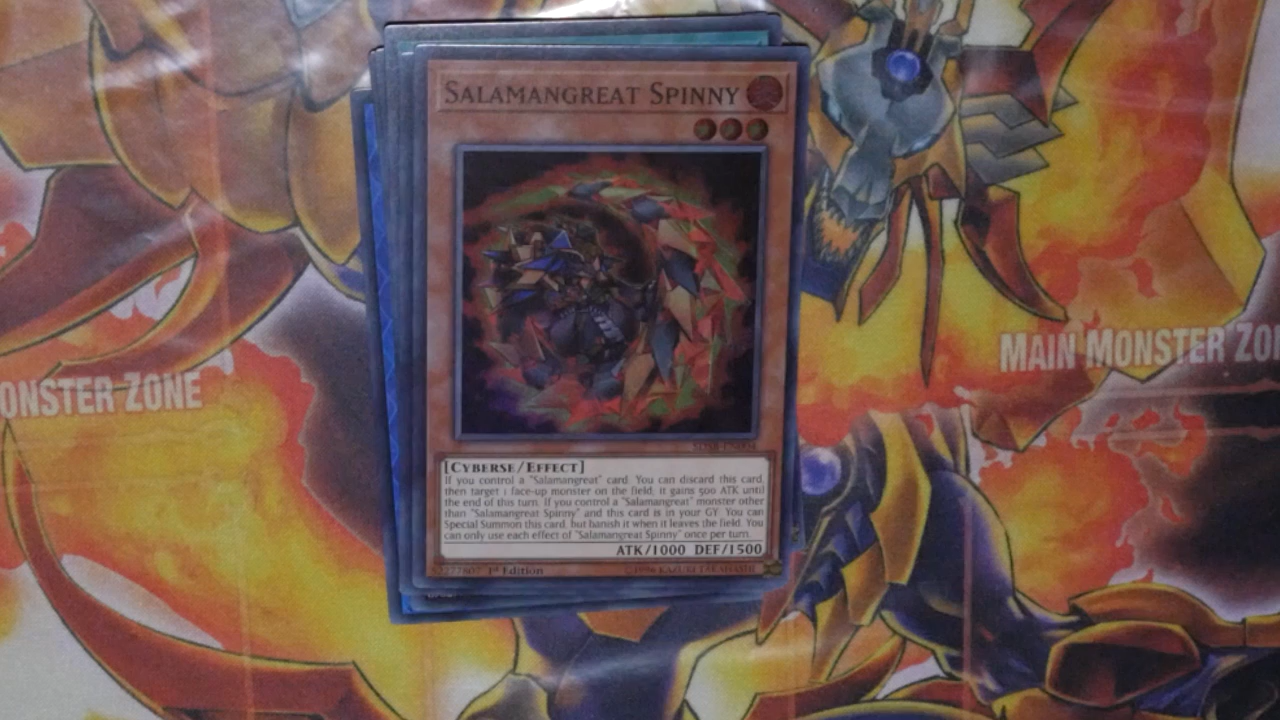 SALAMANGREAT SPINNY
MAIN MONSTER ZO
ONSTER ZONE
[CYBERSE/EFFECT]
If you control a "Salamangreat" card: You can discard this card,
then target 1 face-up monster on the field; it gains 500 ATK until
the end of this turn. If you control a "Salamangreat" monster other
than "Salamangreat Spinny" and this card is in your GY: You can
Special Summon this card, but banish it when it leaves the field. You
can only use each effect of "Salamangreat Spinny" once per turn.
ATK/1000 DEF/1500
1st Edition
©1996 KAZUKI TAKAHASHI